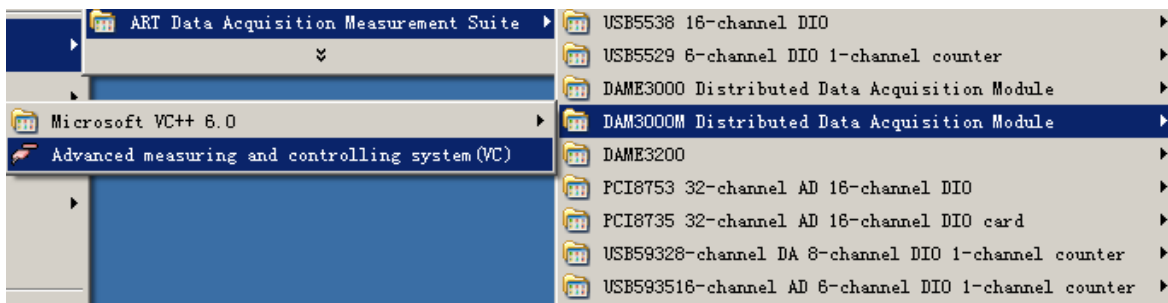 ART Data Acquisition Measurement Suite
USB5538 16-channel DIO
USB5529 6-channel DIO 1-channel counter
DAME3000 Distributed Data Acquisition Module
DAM3000M Distributed Data Acquisition Module
DAME3200
PCI8753 32-channel AD 16-channel DIO
PCI8735 32-channel AD 16-channel DIO card
USB59328-channel DA 8-channel DIO 1-channel counter
USB593516-channel AD 6-channel DIO 1-channel counter
Microsoft VC++ 6.0
Advanced measuring and controlling system(VC)